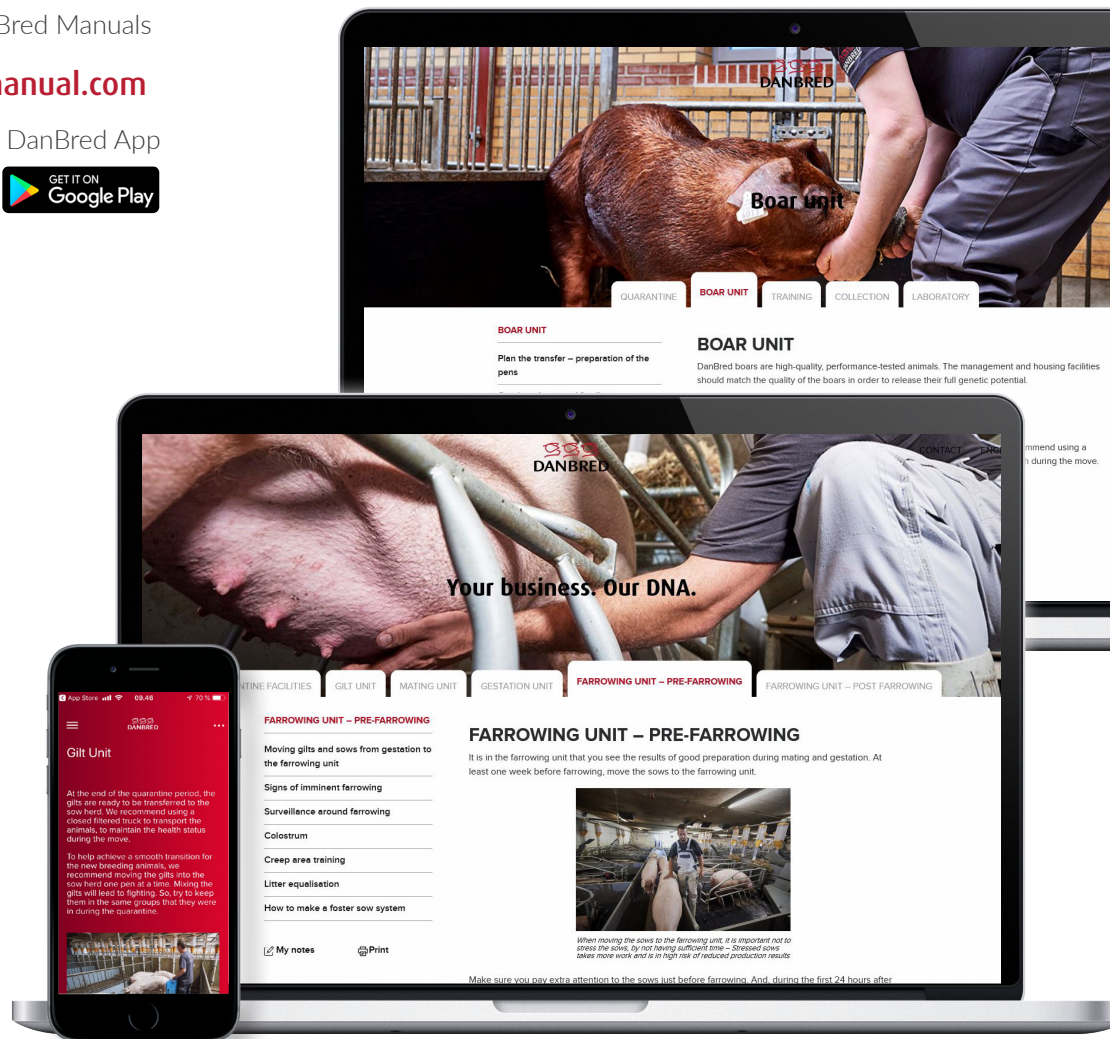 Bred Manuals
manual.com
DanBred App
GET IT ON
Google Play
DANBRED
Boar unit
QUARANTINE
BOAR UNIT
TRAINING
COLLECTION
LABORATORY
BOAR UNIT
Plan the transfer – preparation of the
pens
BOAR UNIT
DanBred boars are high-quality, performance-tested animals. The management and housing facilities
should match the quality of the boars in order to release their full genetic potential.
mmend using a
during the move.
DANBRED
CONTACT
Your business. Our DNA.
NTINE FACILITIES
GILT UNIT
MATING UNIT
GESTATION UNIT
FARROWING UNIT – PRE-FARROWING
FARROWING UNIT – POST FARROWING
FARROWING UNIT – PRE-FARROWING
Moving gilts and sows from gestation to
the farrowing unit
Signs of imminent farrowing
Surveillance around farrowing
Colostrum
Creep area training
Litter equalisation
How to make a foster sow system
My notes
Print
FARROWING UNIT – PRE-FARROWING
It is in the farrowing unit that you see the results of good preparation during mating and gestation. At
least one week before farrowing, move the sows to the farrowing unit.
When moving the sows to the farrowing unit, it is important not to
stress the sows, by not having sufficient time – Stressed sows
takes more work and is in high risk of reduced production results
Make sure you pay extra attention to the sows just before farrowing. And, during the first 24 hours after
App Store
09.46
70 %
DANBRED
Gilt Unit
At the end of the quarantine period, the
gilts are ready to be transferred to the
sow herd. We recommend using a
closed filtered truck to transport the
animals, to maintain the health status
during the move.
To help achieve a smooth transition for
the new breeding animals, we
recommend moving the gilts into the
sow herd one pen at a time. Mixing the
gilts will lead to fighting. So, try to keep
them in the same groups that they were
in during the quarantine.